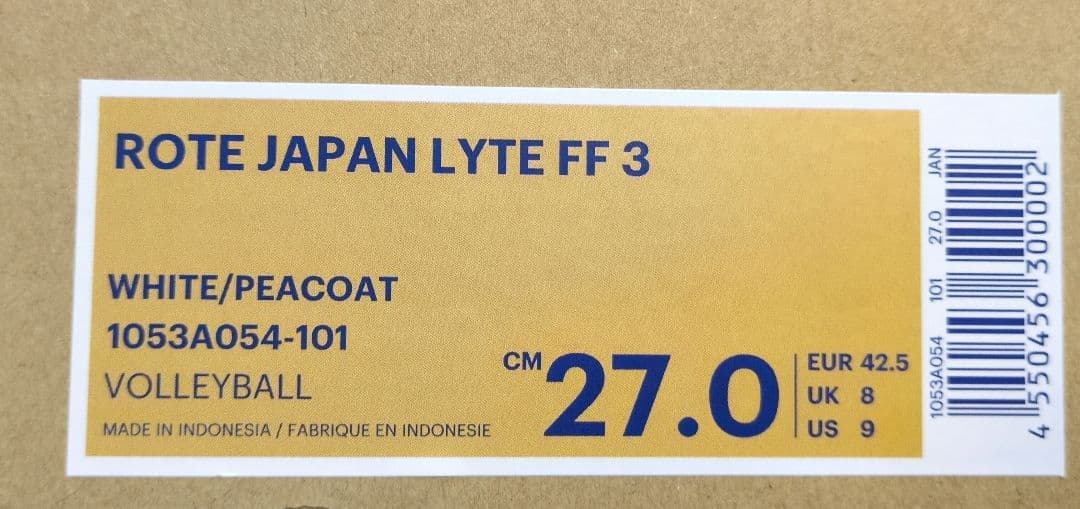 ROTE JAPAN LYTE FF 3
WHITE/PEACOAT
1053A054-101
VOLLEYBALL
MADE IN INDONESIA / FABRIQUE EN INDONESIE
CM 27.0
EUR 42.5
UK 8
US 9
1053A054 101 27.0 JAN
4 550456 300002